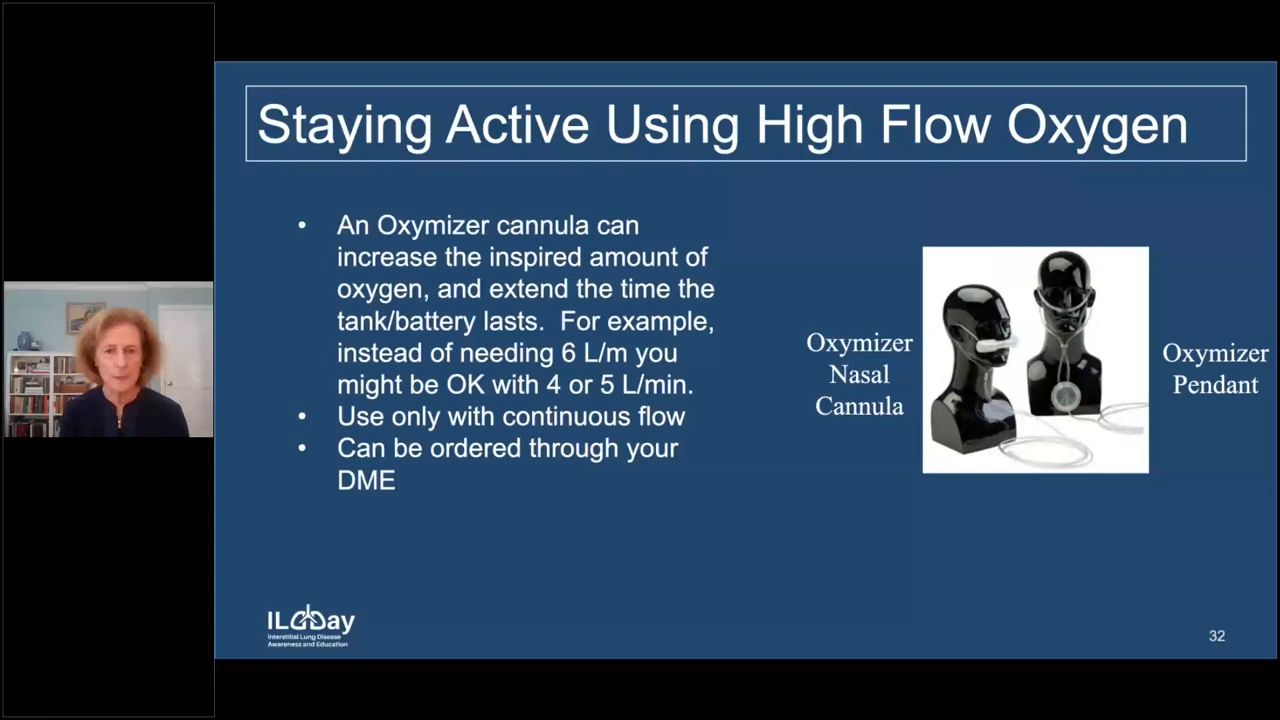 Staying Active Using High Flow Oxygen
• An Oxymizer cannula can
increase the inspired amount of
oxygen, and extend the time the
tank/battery lasts.  For example,
instead of needing 6 L/m you
might be OK with 4 or 5 L/min.
• Use only with continuous flow
• Can be ordered through your
DME
Oxymizer
Nasal
Cannula
Oxymizer
Pendant
ILD Day
Interstitial Lung Disease
Awareness and Education
32